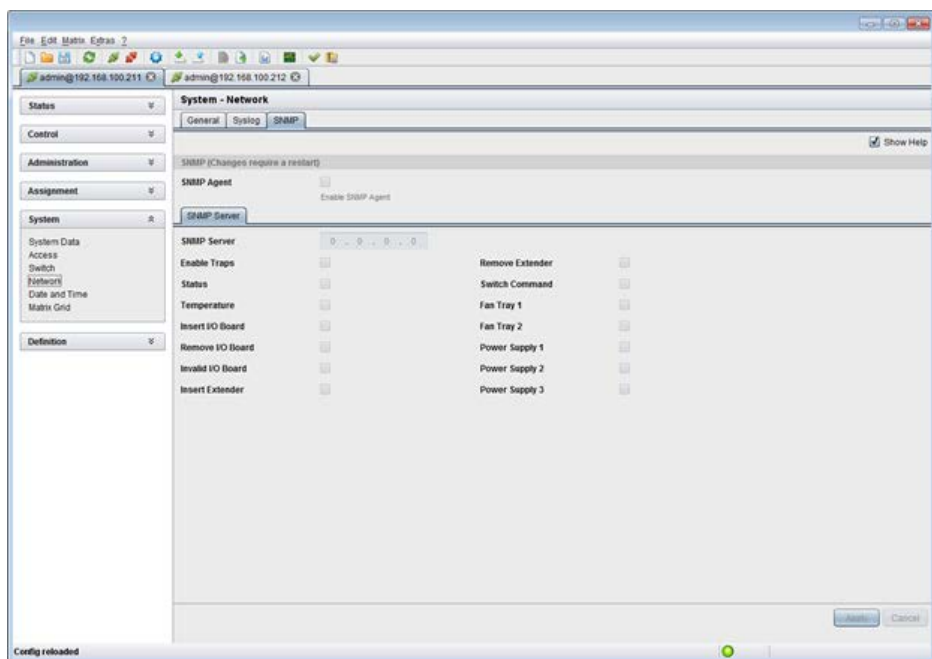 File Edit Matrix Extras ?
admin@192.168.100.211 admin@192.168.100.212
Status
Control
Administration
Assignment
System
System Data
Access
Switch
Network
Date and Time
Matrix Grid
Definition
System - Network
General Syslog SNMP
Show Help
SNMP (Changes require a restart)
SNMP Agent
Enable SNMP Agent
SNMP Server
SNMP Server 0 . 0 . 0 . 0
Enable Traps Remove Extender
Status Switch Command
Temperature Fan Tray 1
Insert I/O Board Fan Tray 2
Remove I/O Board Power Supply 1
Invalid I/O Board Power Supply 2
Insert Extender Power Supply 3
Apply Cancel
Config reloaded